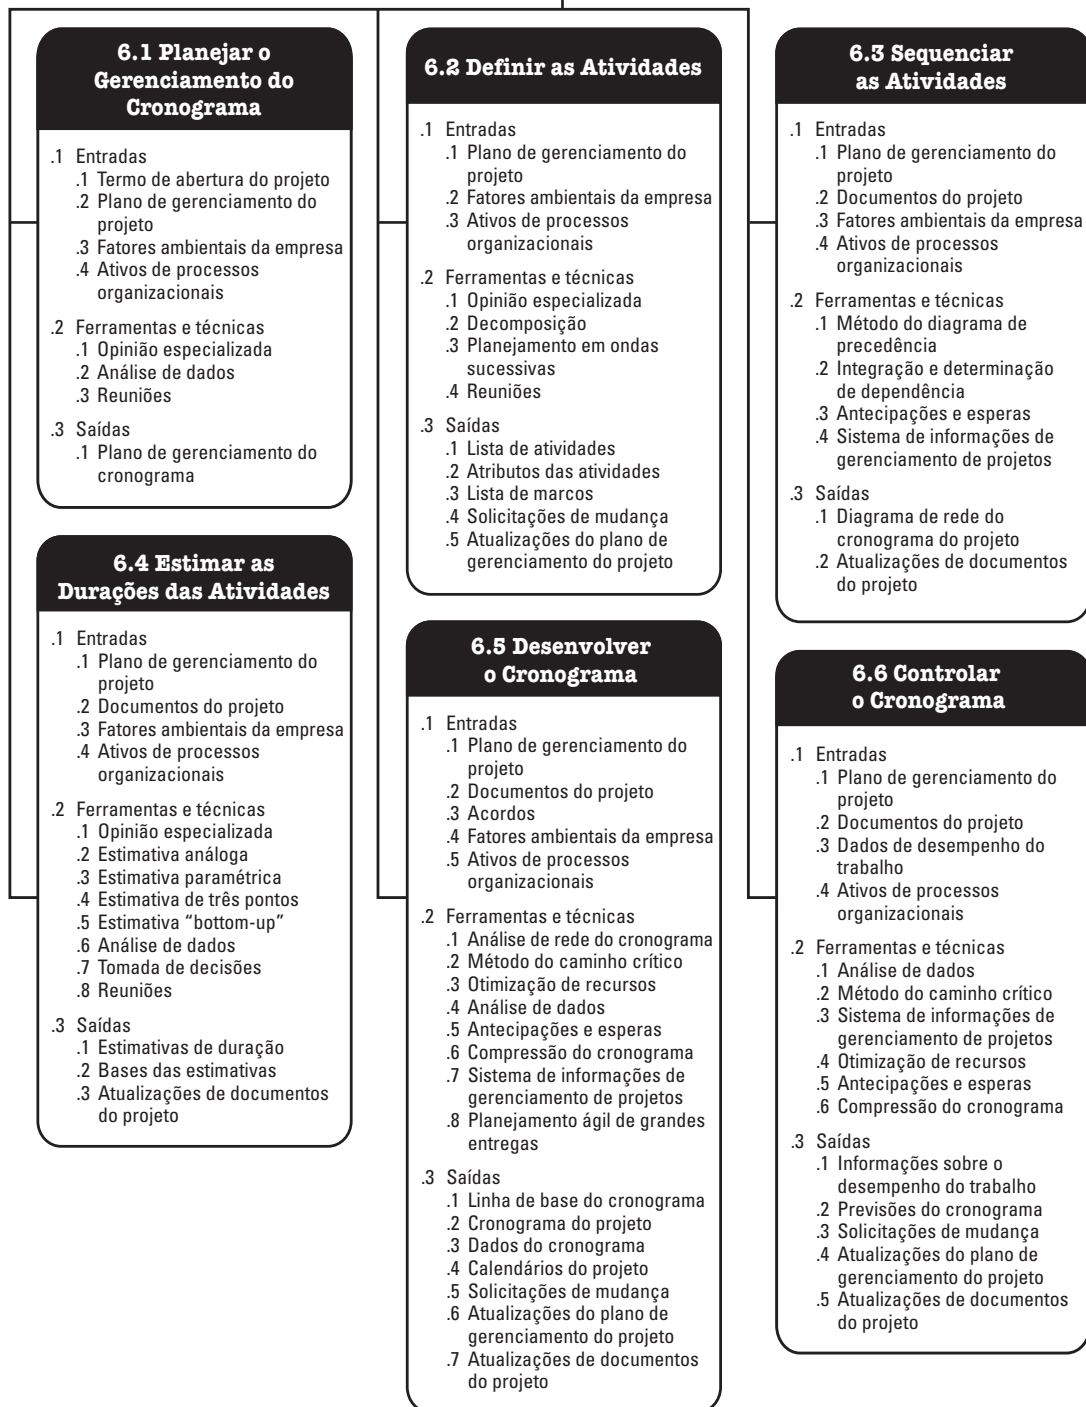 6.1 Planejar o
Gerenciamento do
Cronograma
.1 Entradas
.1 Termo de abertura do projeto
.2 Plano de gerenciamento do
projeto
.3 Fatores ambientais da empresa
.4 Ativos de processos
organizacionais
.2 Ferramentas e técnicas
.1 Opinião especializada
.2 Análise de dados
.3 Reuniões
.3 Saídas
.1 Plano de gerenciamento do
cronograma
6.2 Definir as Atividades
.1 Entradas
.1 Plano de gerenciamento do
projeto
.2 Fatores ambientais da empresa
.3 Ativos de processos
organizacionais
.2 Ferramentas e técnicas
.1 Opinião especializada
.2 Decomposição
.3 Planejamento em ondas
sucessivas
.4 Reuniões
.3 Saídas
.1 Lista de atividades
.2 Atributos das atividades
.3 Lista de marcos
.4 Solicitações de mudança
.5 Atualizações do plano de
gerenciamento do projeto
6.3 Sequenciar
as Atividades
.1 Entradas
.1 Plano de gerenciamento do
projeto
.2 Documentos do projeto
.3 Fatores ambientais da empresa
.4 Ativos de processos
organizacionais
.2 Ferramentas e técnicas
.1 Método do diagrama de
precedência
.2 Integração e determinação
de dependência
.3 Antecipações e esperas
.4 Sistema de informações de
gerenciamento de projetos
.3 Saídas
.1 Diagrama de rede do
cronograma do projeto
.2 Atualizações de documentos
do projeto
6.4 Estimar as
Durações das Atividades
.1 Entradas
.1 Plano de gerenciamento do
projeto
.2 Documentos do projeto
.3 Fatores ambientais da empresa
.4 Ativos de processos
organizacionais
.2 Ferramentas e técnicas
.1 Opinião especializada
.2 Estimativa análoga
.3 Estimativa paramétrica
.4 Estimativa de três pontos
.5 Estimativa “bottom-up”
.6 Análise de dados
.7 Tomada de decisões
.8 Reuniões
.3 Saídas
.1 Estimativas de duração
.2 Bases das estimativas
.3 Atualizações de documentos
do projeto
6.5 Desenvolver
o Cronograma
.1 Entradas
.1 Plano de gerenciamento do
projeto
.2 Documentos do projeto
.3 Acordos
.4 Fatores ambientais da empresa
.5 Ativos de processos
organizacionais
.2 Ferramentas e técnicas
.1 Análise de rede do cronograma
.2 Método do caminho crítico
.3 Otimização de recursos
.4 Análise de dados
.5 Antecipações e esperas
.6 Compressão do cronograma
.7 Sistema de informações de
gerenciamento de projetos
.8 Planejamento ágil de grandes
entregas
.3 Saídas
.1 Linha de base do cronograma
.2 Cronograma do projeto
.3 Dados do cronograma
.4 Calendários do projeto
.5 Solicitações de mudança
.6 Atualizações do plano de
gerenciamento do projeto
.7 Atualizações de documentos
do projeto
6.6 Controlar
o Cronograma
.1 Entradas
.1 Plano de gerenciamento do
projeto
.2 Documentos do projeto
.3 Dados de desempenho do
trabalho
.4 Ativos de processos
organizacionais
.2 Ferramentas e técnicas
.1 Análise de dados
.2 Método do caminho crítico
.3 Sistema de informações de
gerenciamento de projetos
.4 Otimização de recursos
.5 Antecipações e esperas
.6 Compressão do cronograma
.3 Saídas
.1 Informações sobre o
desempenho do trabalho
.2 Previsões do cronograma
.3 Solicitações de mudança
.4 Atualizações do plano de
gerenciamento do projeto
.5 Atualizações de documentos
do projeto